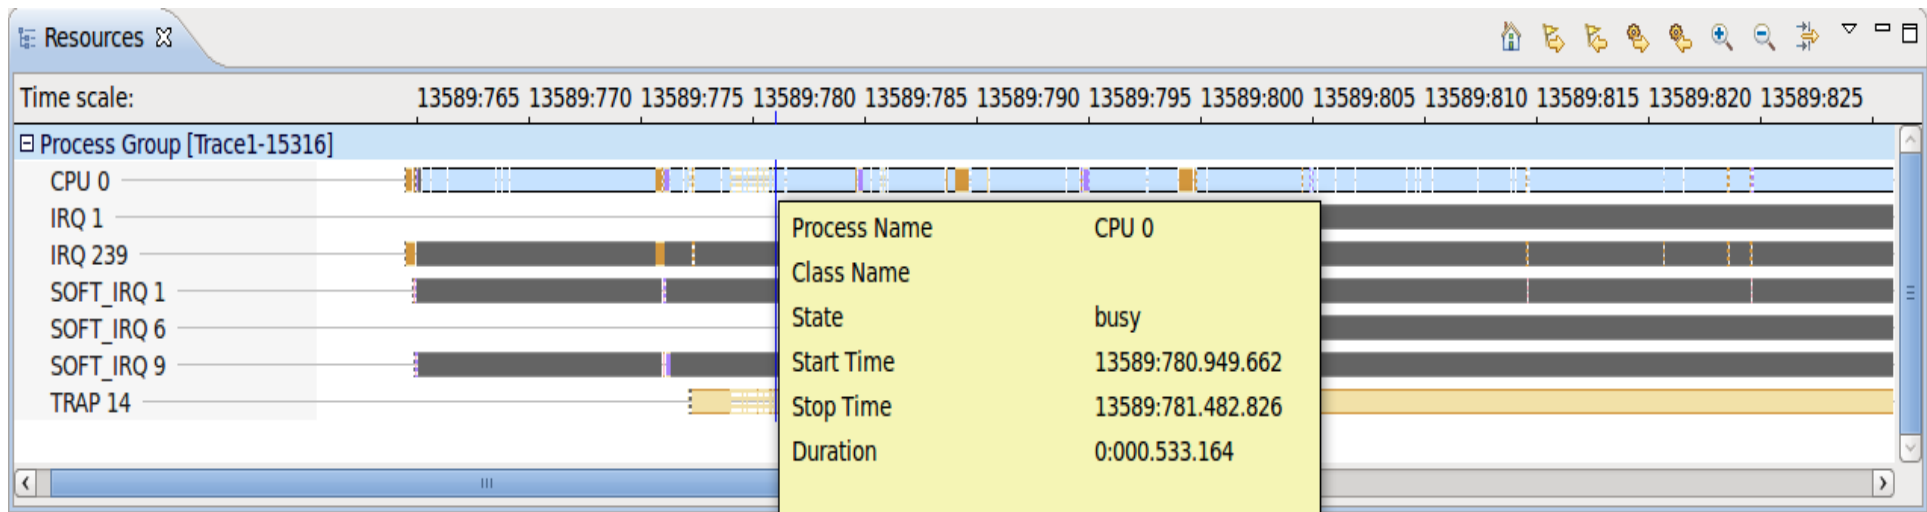 Resources
Time scale: 13589:765 13589:770 13589:775 13589:780 13589:785 13589:790 13589:795 13589:800 13589:805 13589:810 13589:815 13589:820 13589:825
Process Group [Trace1-15316]
CPU 0
IRQ 1
IRQ 239
SOFT_IRQ 1
SOFT_IRQ 6
SOFT_IRQ 9
TRAP 14
Process Name CPU 0
Class Name
State busy
Start Time 13589:780.949.662
Stop Time 13589:781.482.826
Duration 0:000.533.164